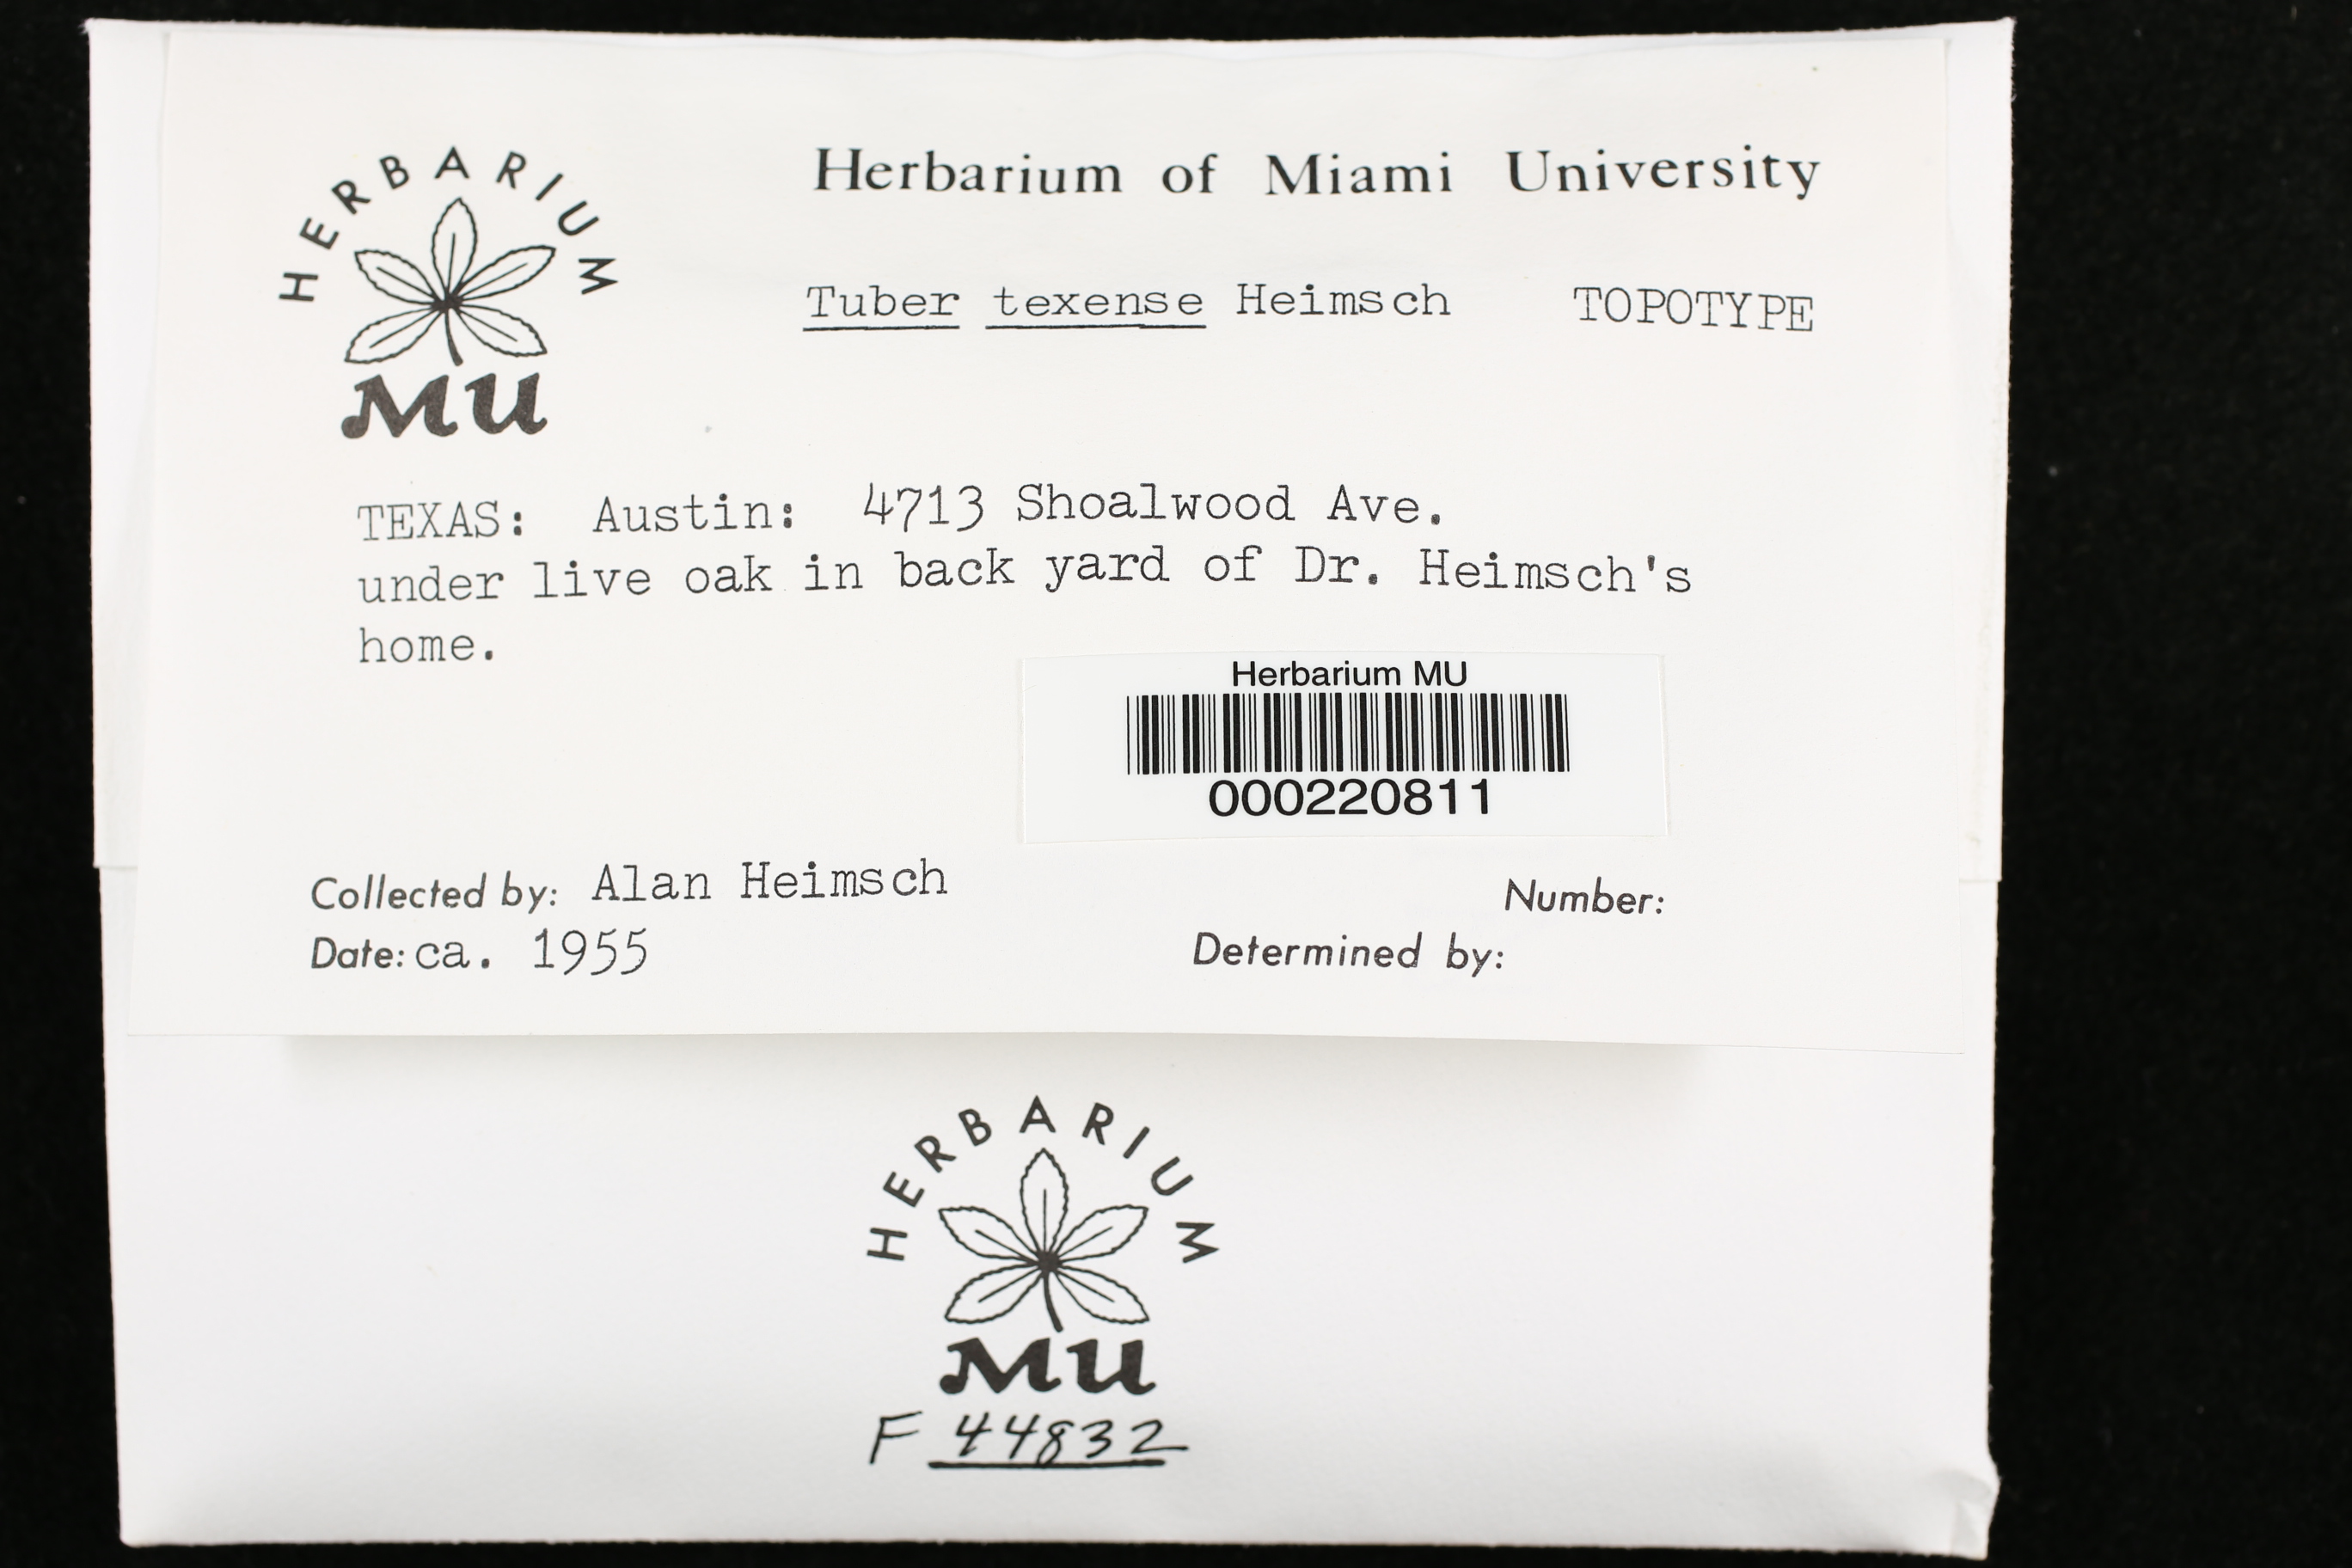 HERBARIUM
MU
Herbarium of Miami University
Tuber texense Heimsch TOPOTYPE
TEXAS: Austin: 4713 Shoalwood Ave.
under live oak in back yard of Dr. Heimsch's
home.
Herbarium MU
000220811
Collected by: Alan Heimsch
Number:
Date: ca. 1955
Determined by:
HERBARIUM
MU
F 44832